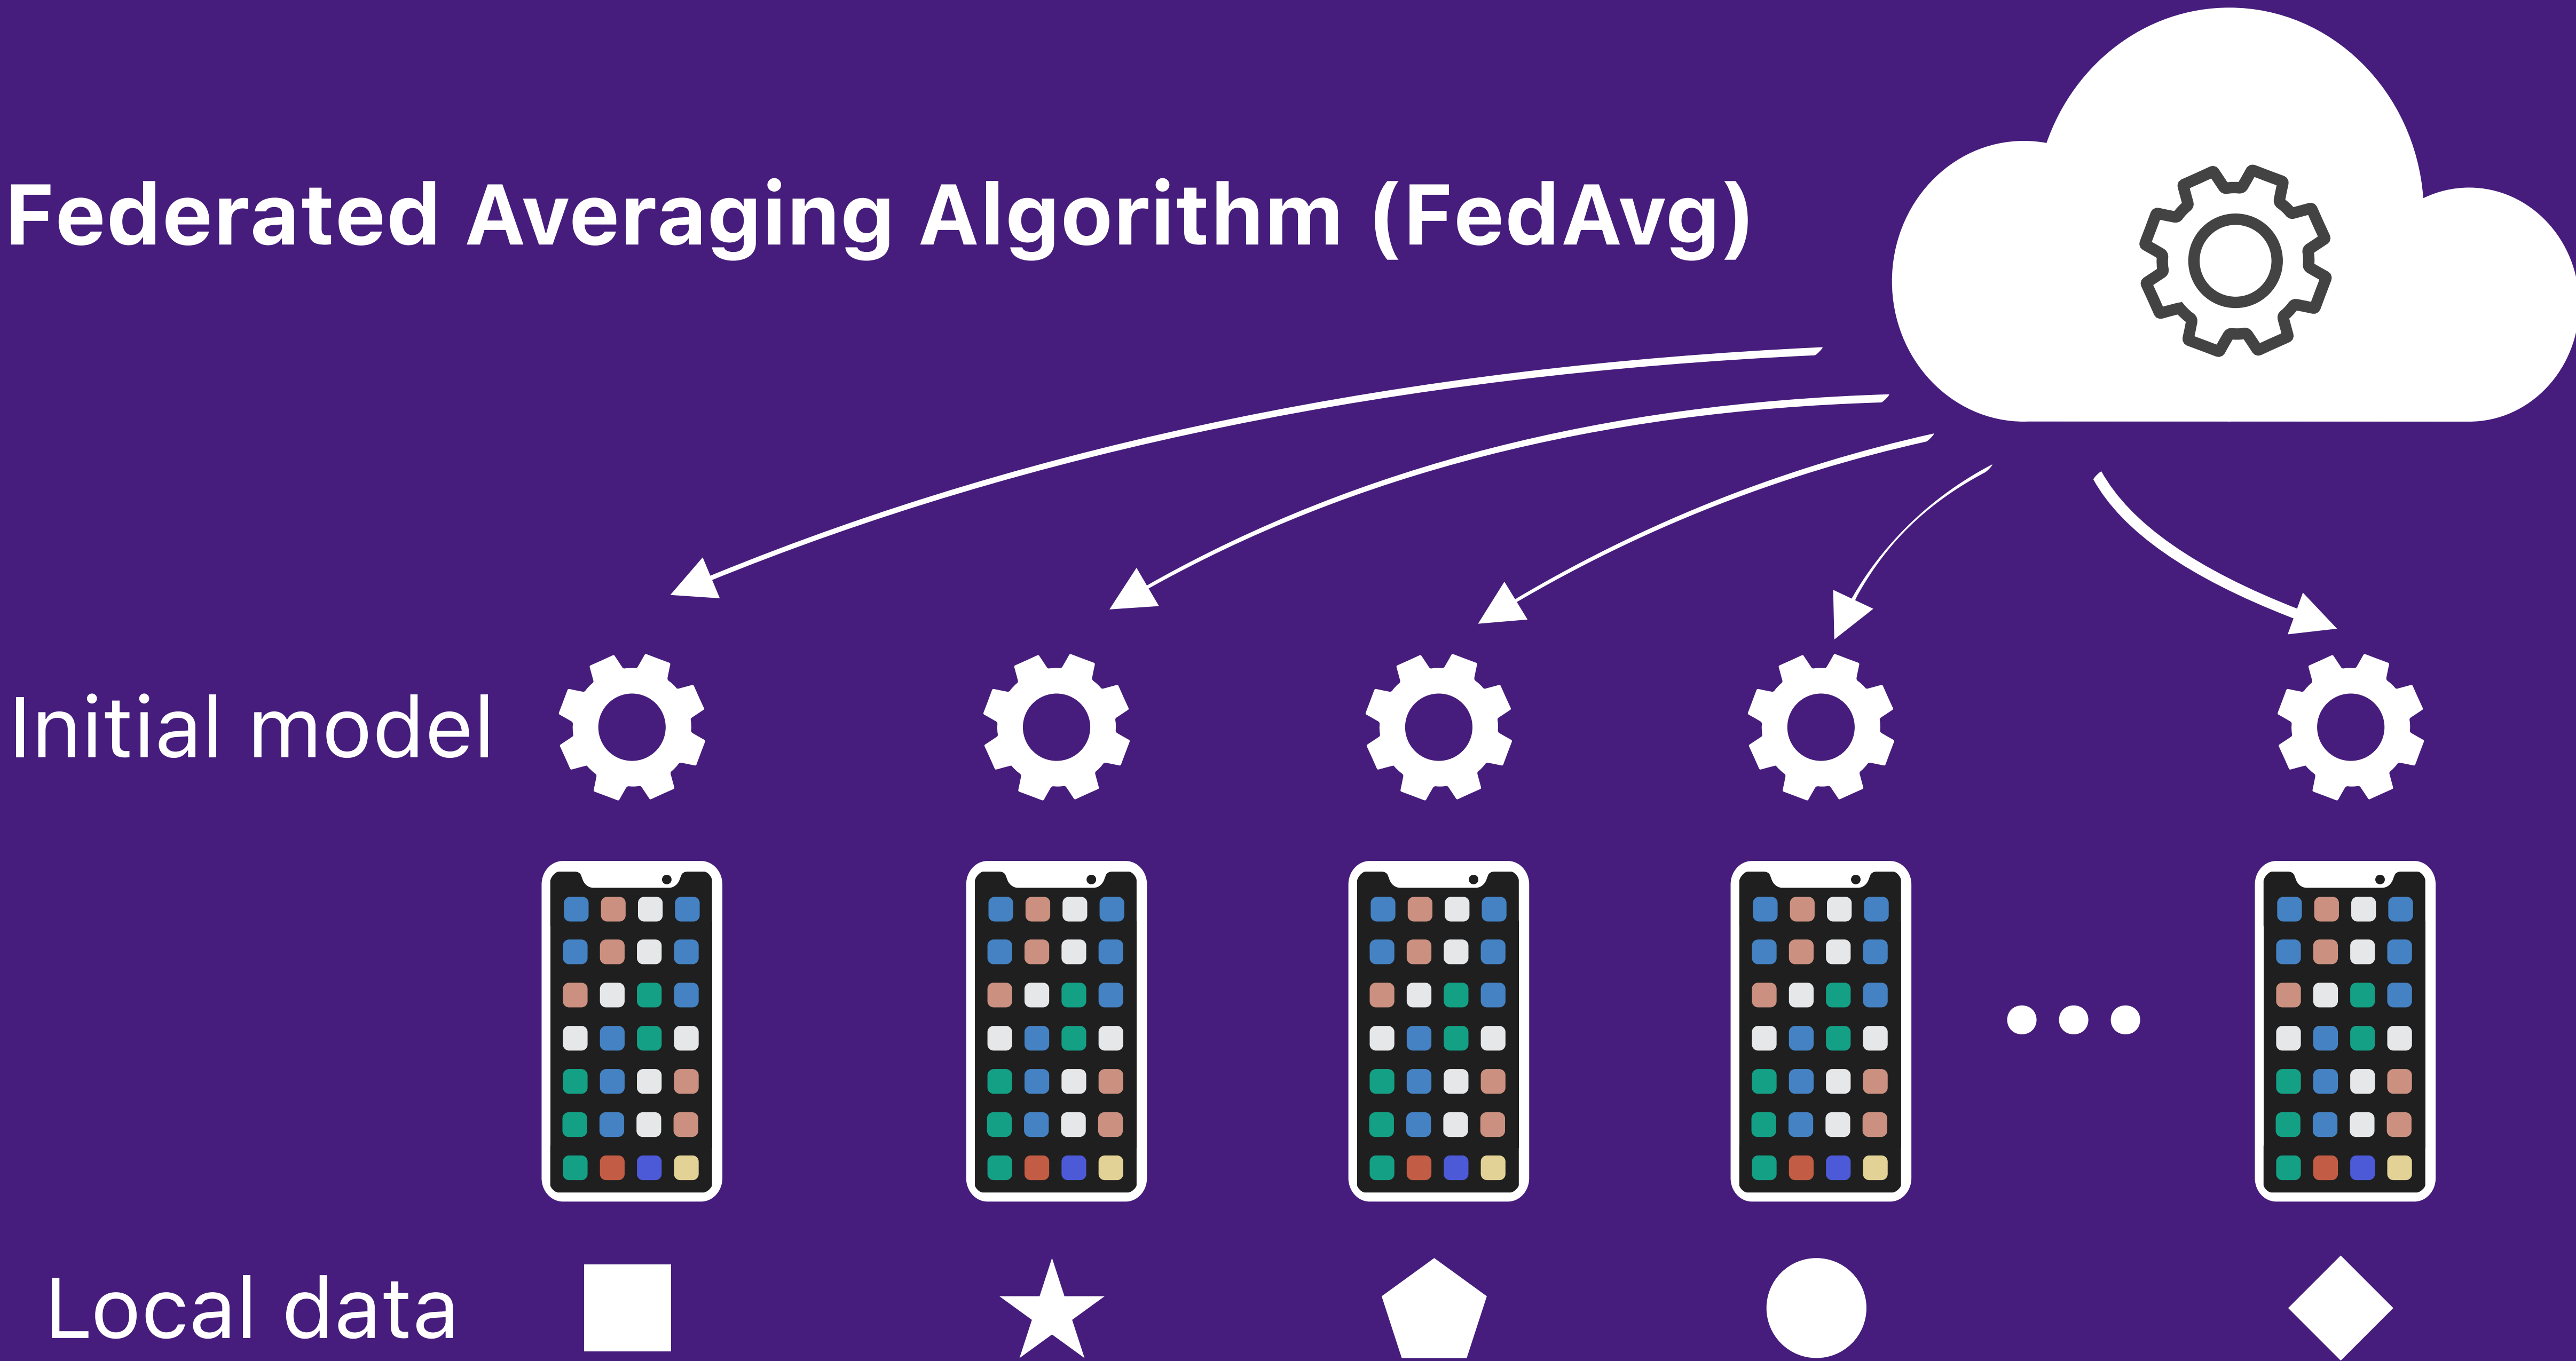 Federated Averaging Algorithm (FedAvg)
Initial model
Local data